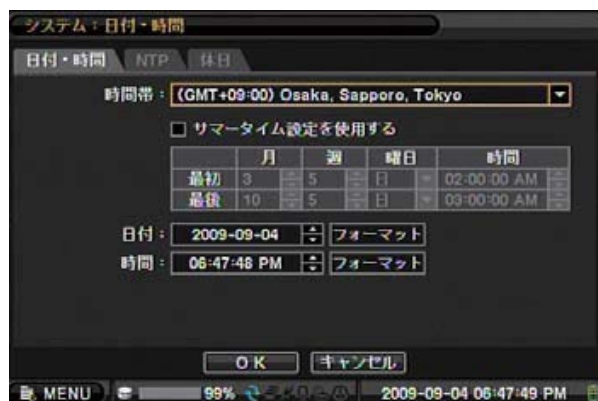 システム：日付・時間
日付・時間 NTP 休日
時間帯： (GMT+09:00) Osaka, Sapporo, Tokyo
サマータイム設定を使用する
月 週 曜日 時間
最初 3 5 日 02:00:00 AM
最後 10 5 日 03:00:00 AM
日付： 2009-09-04 フォーマット
時間： 06:47:48 PM フォーマット
OK キャンセル
MENU 99% 2009-09-04 06:47:49 PM